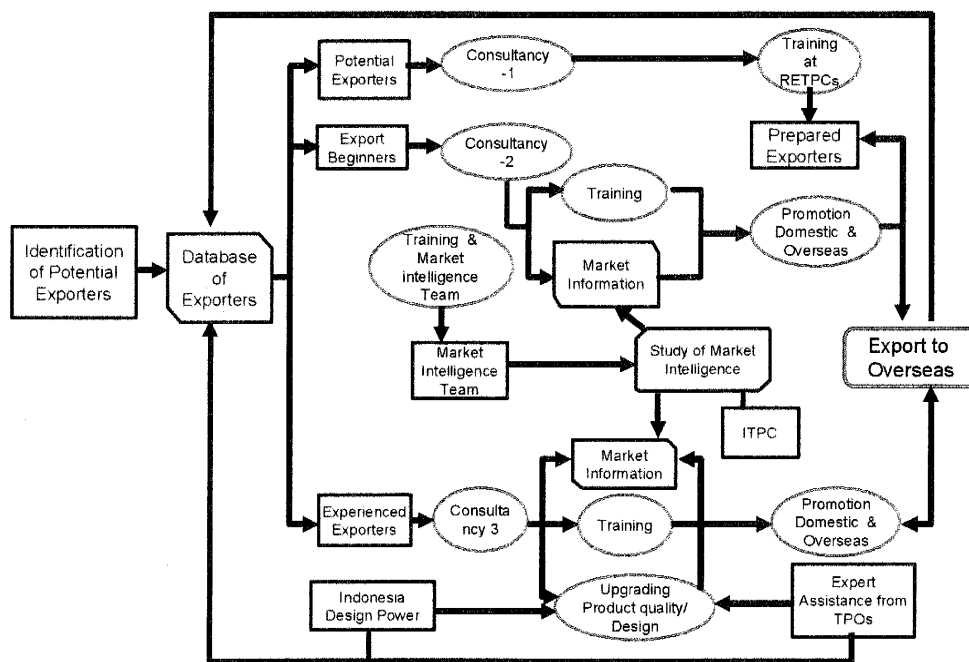 Potential
Exporters
Consultancy
-1
Training
at
RETPCs
Export
Beginners
Consultancy
-2
Prepared
Exporters
Training
Promotion
Domestic &
Overseas
Identification
of Potential
Exporters
Database
of
Exporters
Training &
Market
intelligence
Team
Market
Information
Market
Intelligence
Team
Study of Market
Intelligence
Export to
Overseas
ITPC
Market
Information
Experienced
Exporters
Consulta
ncy 3
Training
Promotion
Domestic &
Overseas
Indonesia
Design Power
Upgrading
Product quality/
Design
Expert
Assistance from
TPOs